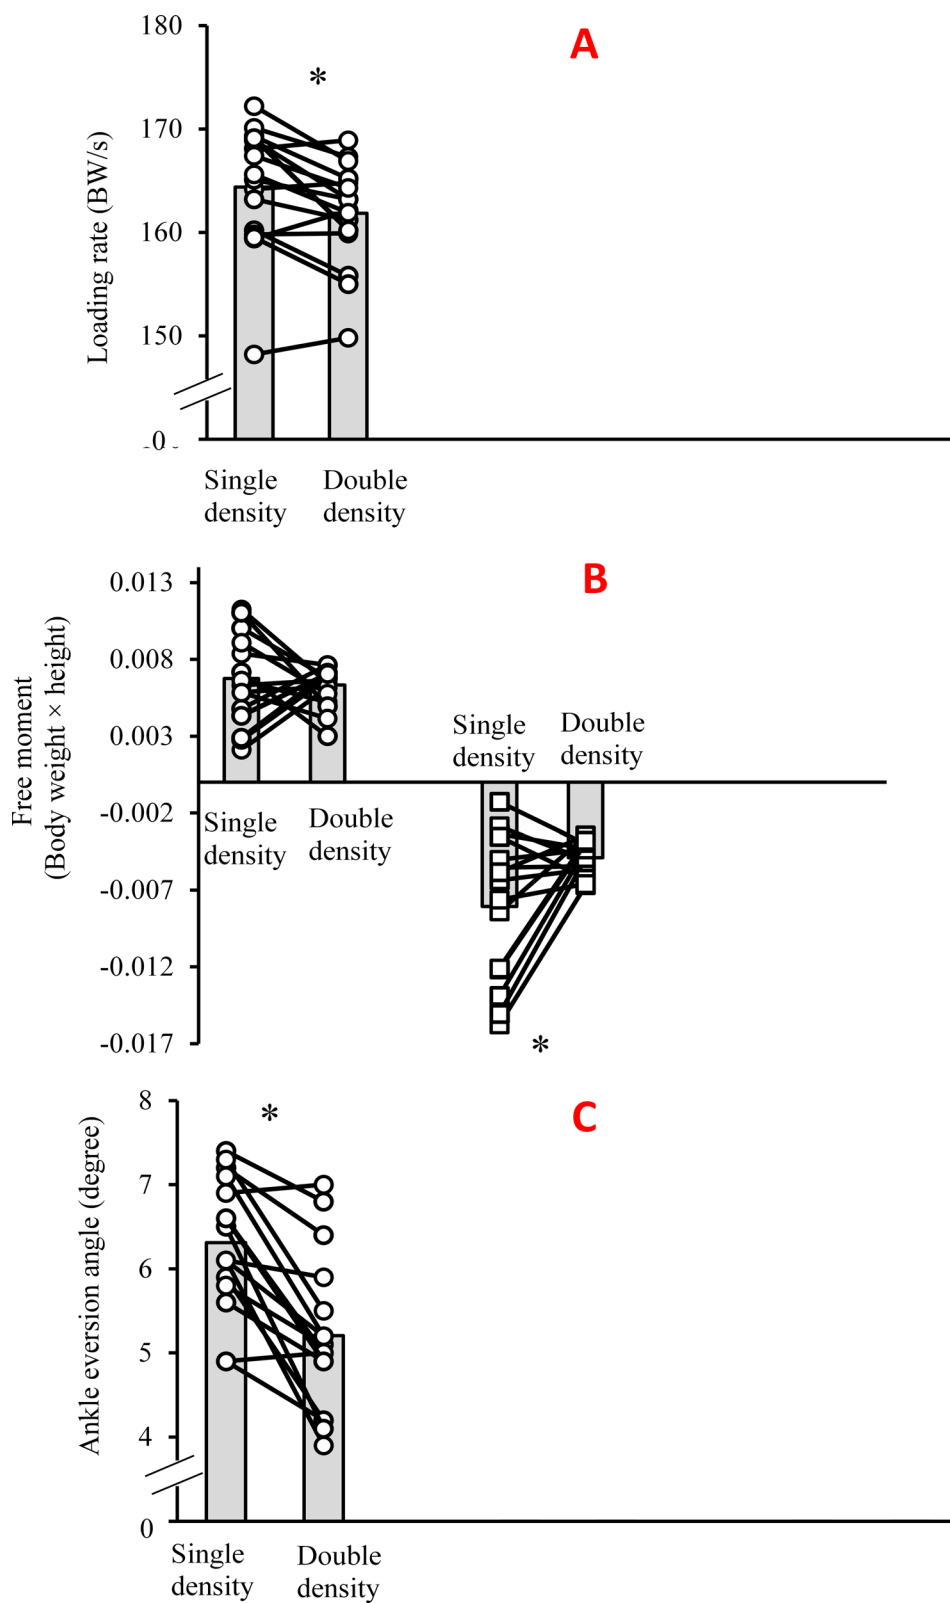 180
A
*
170
Loading rate (BW/s)
160
150
0
Single density
Double density
0.013
B
0.008
Free moment
(Body weight × height)
0.003
Single density
Double density
-0.002
Single density
Double density
-0.007
-0.012
-0.017
*
8
*
C
7
Ankle eversion angle (degree)
6
5
4
0
Single density
Double density